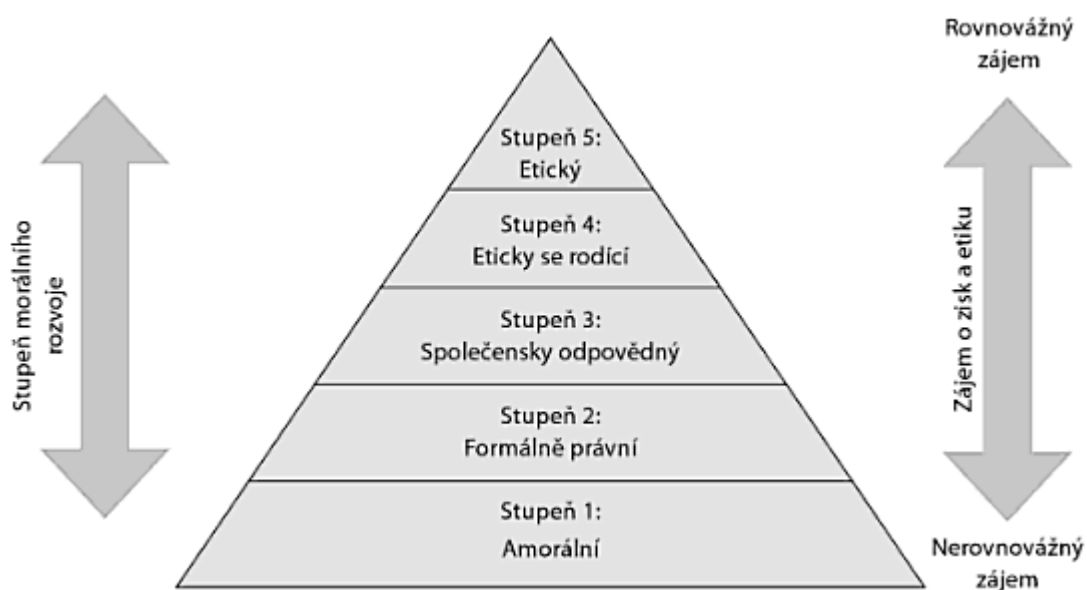 Rovnovážný
zájem
Stupeň morálního
rozvoje
Stupeň 5:
Etický
Stupeň 4:
Eticky se rodící
Stupeň 3:
Společensky odpovědný
Stupeň 2:
Formálně právní
Stupeň 1:
Amorální
Zájem o zisk a etiku
Nerovnovážný
zájem